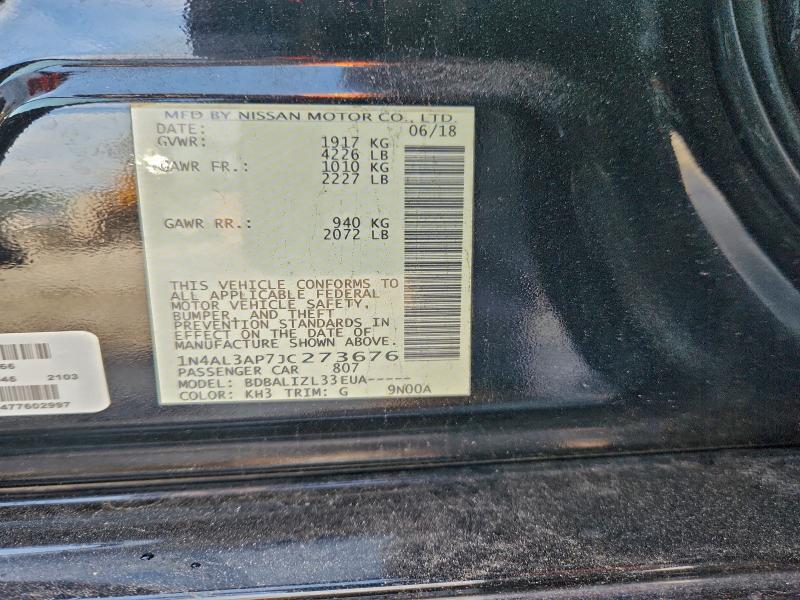 MFD BY NISSAN MOTOR CO., LTD.
DATE: 06/18
GVWR: 1917 KG
4226 LB
GAWR FR.: 1010 KG
2227 LB
GAWR RR.: 940 KG
2072 LB
THIS VEHICLE CONFORMS TO
ALL APPLICABLE FEDERAL
MOTOR VEHICLE SAFETY,
BUMPER, AND THEFT
PREVENTION STANDARDS IN
EFFECT ON THE DATE OF
MANUFACTURE SHOWN ABOVE.
1N4AL3AP7JC273676
PASSENGER CAR 807
MODEL: BDBALIZL33EUA-----
COLOR: KH3 TRIM: G 9N00A
2103
477602997